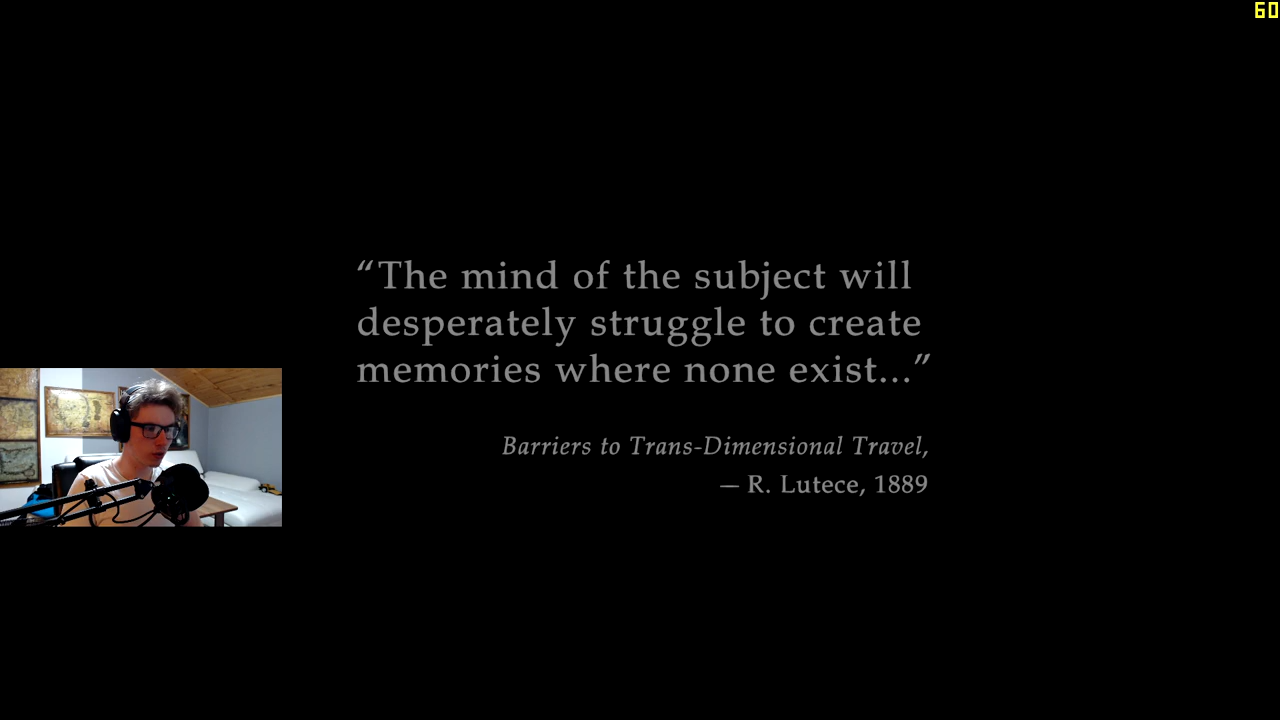 60
“The mind of the subject will
desperately struggle to create
memories where none exist...”
Barriers to Trans-Dimensional Travel,
— R. Lutece, 1889